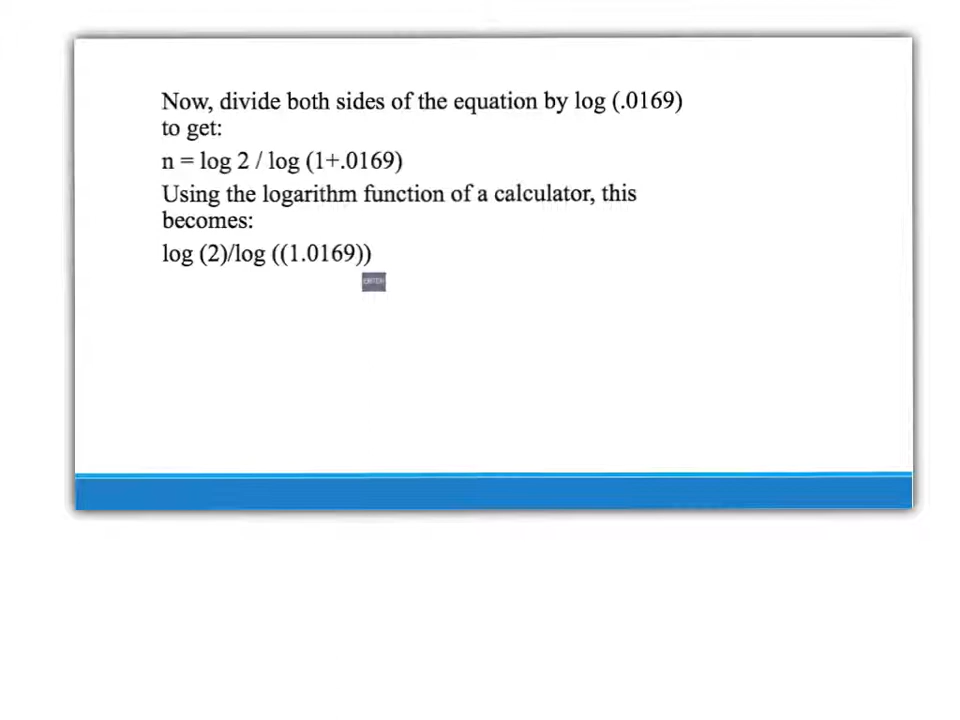 Now, divide both sides of the equation by log (.0169)
to get:
n = log 2 / log (1+.0169)
Using the logarithm function of a calculator, this
becomes:
log (2)/log ((1.0169))
ENTER